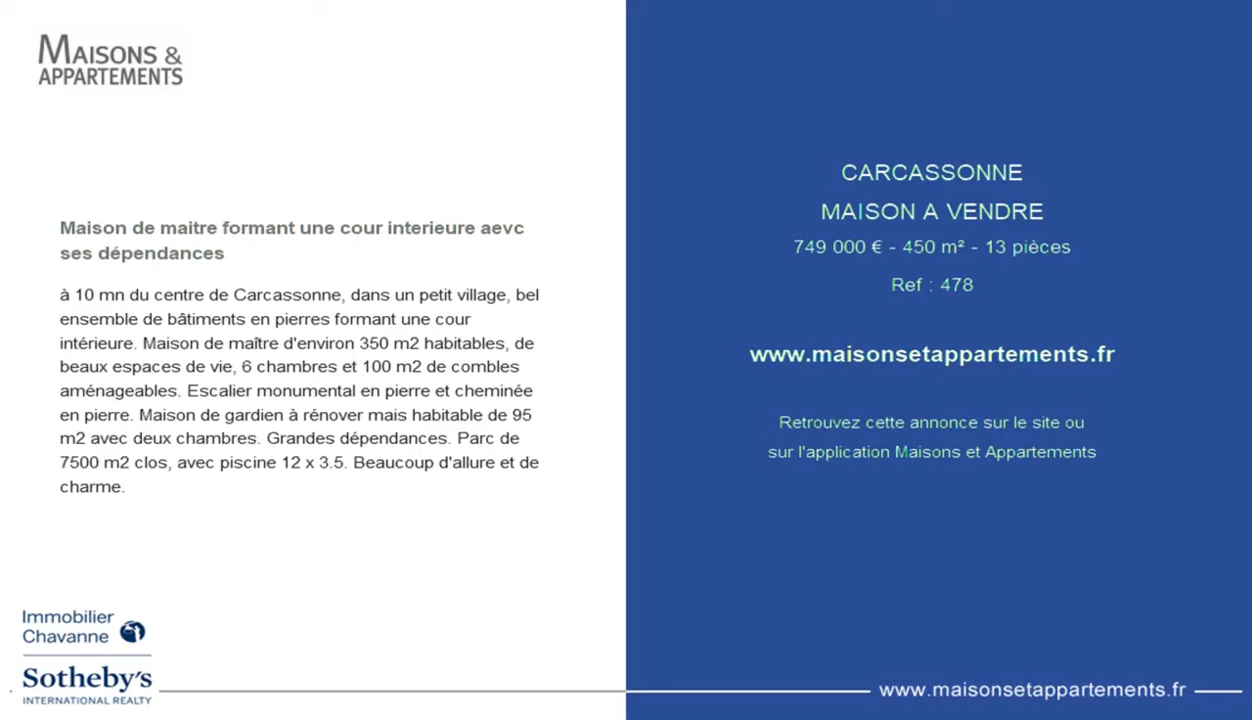 MAISONS &
APPARTEMENTS
Maison de maitre formant une cour interieure aevc
ses dépendances
à 10 mn du centre de Carcassonne, dans un petit village, bel
ensemble de bâtiments en pierres formant une cour
intérieure. Maison de maître d'environ 350 m2 habitables, de
beaux espaces de vie, 6 chambres et 100 m2 de combles
aménageables. Escalier monumental en pierre et cheminée
en pierre. Maison de gardien à rénover mais habitable de 95
m2 avec deux chambres. Grandes dépendances. Parc de
7500 m2 clos, avec piscine 12 x 3.5. Beaucoup d'allure et de
charme.
Immobilier
Chavanne
Sotheby's
INTERNATIONAL REALTY
CARCASSONNE
MAISON A VENDRE
749 000 € - 450 m² - 13 pièces
Ref : 478
www.maisonsetappartements.fr
Retrouvez cette annonce sur le site ou
sur l'application Maisons et Appartements
www.maisonsetappartements.fr